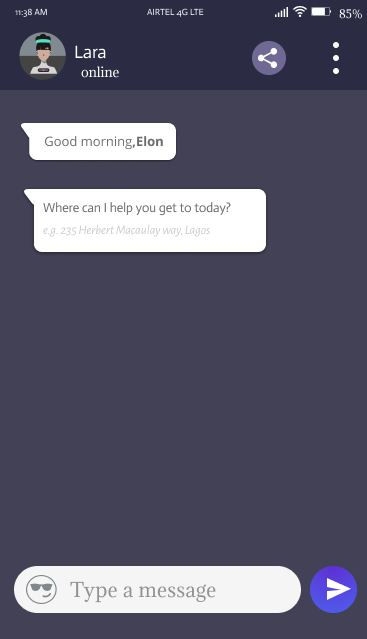 11:38 AM AIRTEL 4G LTE 85%
Lara
online
Good morning,Elon
Where can I help you get to today?
e.g. 235 Herbert Macaulay way, Lagos
Type a message